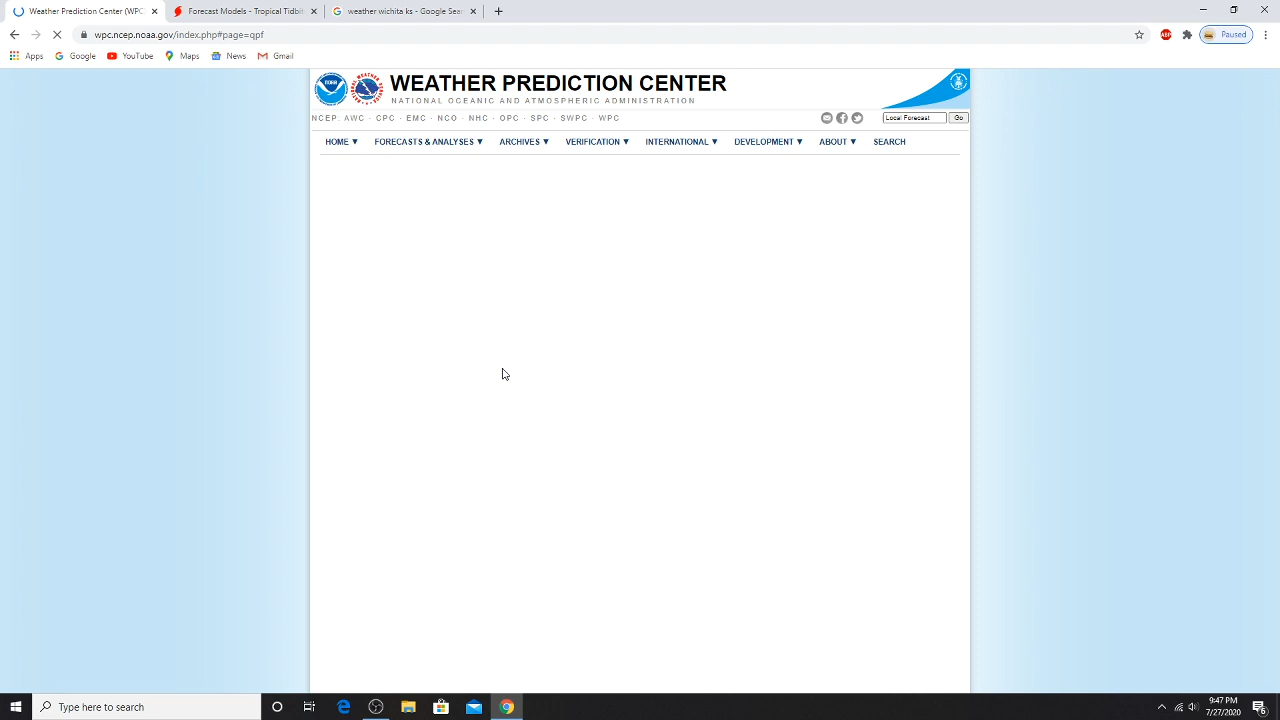 Weather Prediction Center (WPC
Forecast Models - Tropical Tidbit
weather wichita ks - Google Sea
wpc.ncep.noaa.gov/index.php#page=qpf
ABP
Paused
Apps
Google
YouTube
Maps
News
Gmail
NOAA
WEATHER PREDICTION CENTER
NATIONAL OCEANIC AND ATMOSPHERIC ADMINISTRATION
NCEP: AWC · CPC · EMC · NCO · NHC · OPC · SPC · SWPC · WPC
Local Forecast
Go
HOME ▼ FORECASTS & ANALYSES ▼ ARCHIVES ▼ VERIFICATION ▼ INTERNATIONAL ▼ DEVELOPMENT ▼ ABOUT ▼ SEARCH
Type here to search
9:47 PM
7/27/2020